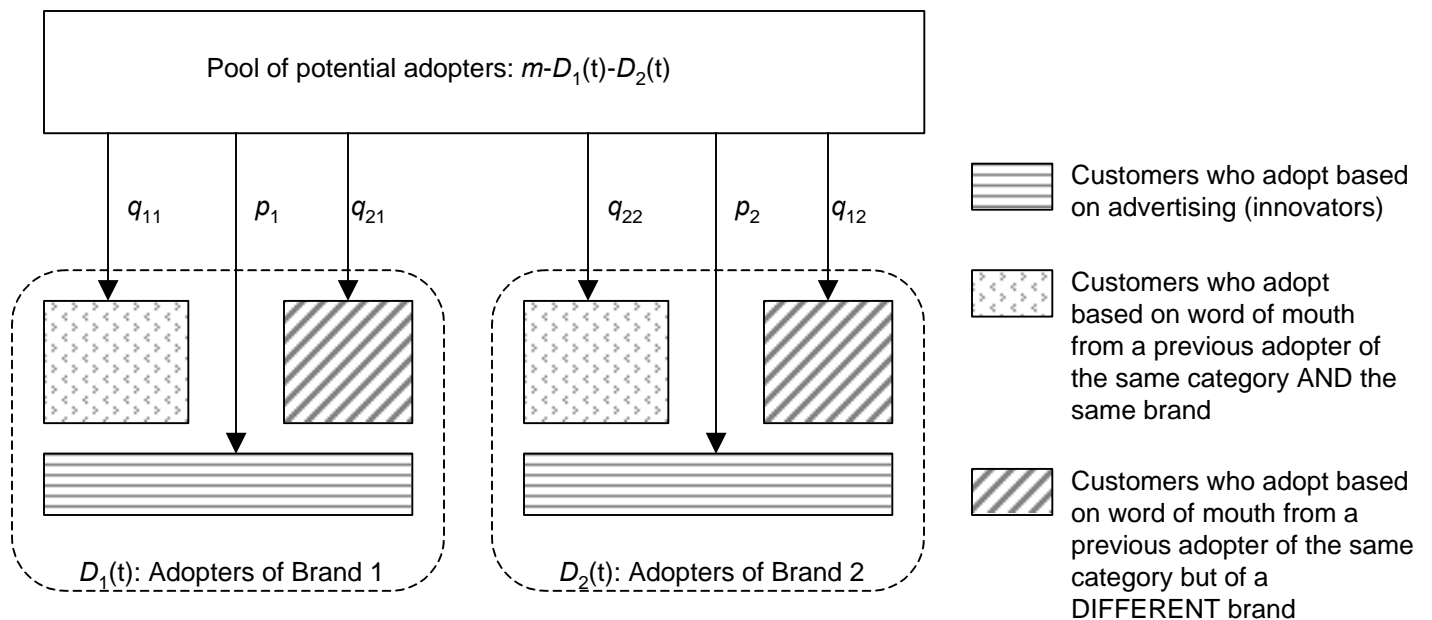 Pool of potential adopters: m-D1(t)-D2(t)
q11
p1
q21
q22
p2
q12
D1(t): Adopters of Brand 1
D2(t): Adopters of Brand 2
Customers who adopt based
on advertising (innovators)
Customers who adopt
based on word of mouth
from a previous adopter of
the same category AND the
same brand
Customers who adopt based
on word of mouth from a
previous adopter of the same
category but of a
DIFFERENT brand